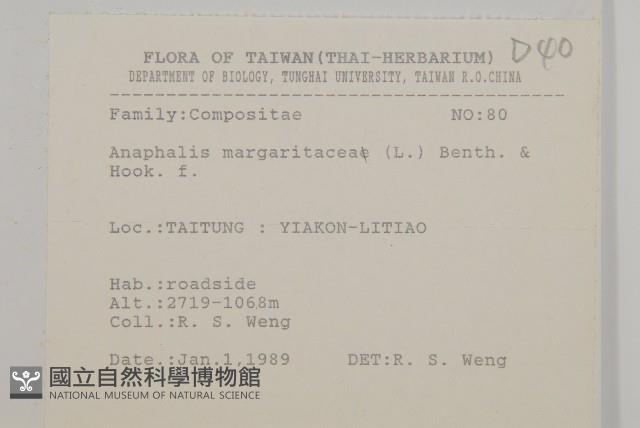 FLORA OF TAIWAN(THAI-HERBARIUM) D40
DEPARTMENT OF BIOLOGY, TUNGHAI UNIVERSITY, TAIWAN R.O.CHINA
Family:Compositae NO:80
Anaphalis margaritaceae (L.) Benth. &
Hook. f.
Loc.:TAITUNG : YIAKON-LITIAO
Hab.:roadside
Alt.:2719-1068m
Coll.:R. S. Weng
Date.:Jan.1,1989 DET:R. S. Weng
國立自然科學博物館
NATIONAL MUSEUM OF NATURAL SCIENCE